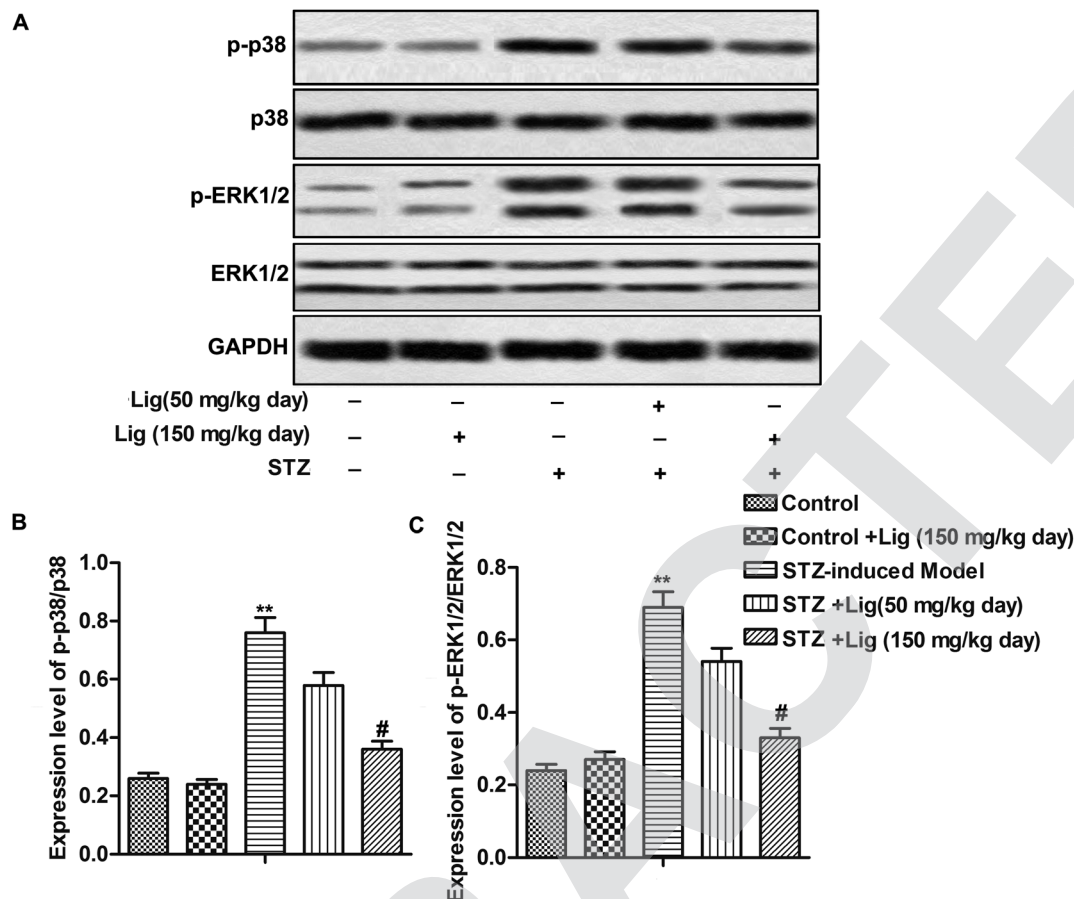 A
p-p38
p38
p-ERK1/2
ERK1/2
GAPDH
Lig(50 mg/kg day) – – – + –
Lig (150 mg/kg day) – + – – +
STZ – – + + +
Control
Control +Lig (150 mg/kg day)
STZ-induced Model
STZ +Lig(50 mg/kg day)
STZ +Lig (150 mg/kg day)
B
Expression level of p-p38/p38
1.0
0.8
0.6
0.4
0.2
0.0
**
#
C
Expression level of p-ERK1/2/ERK1/2
0.8
0.6
0.4
0.2
0.0
**
#
RACTE